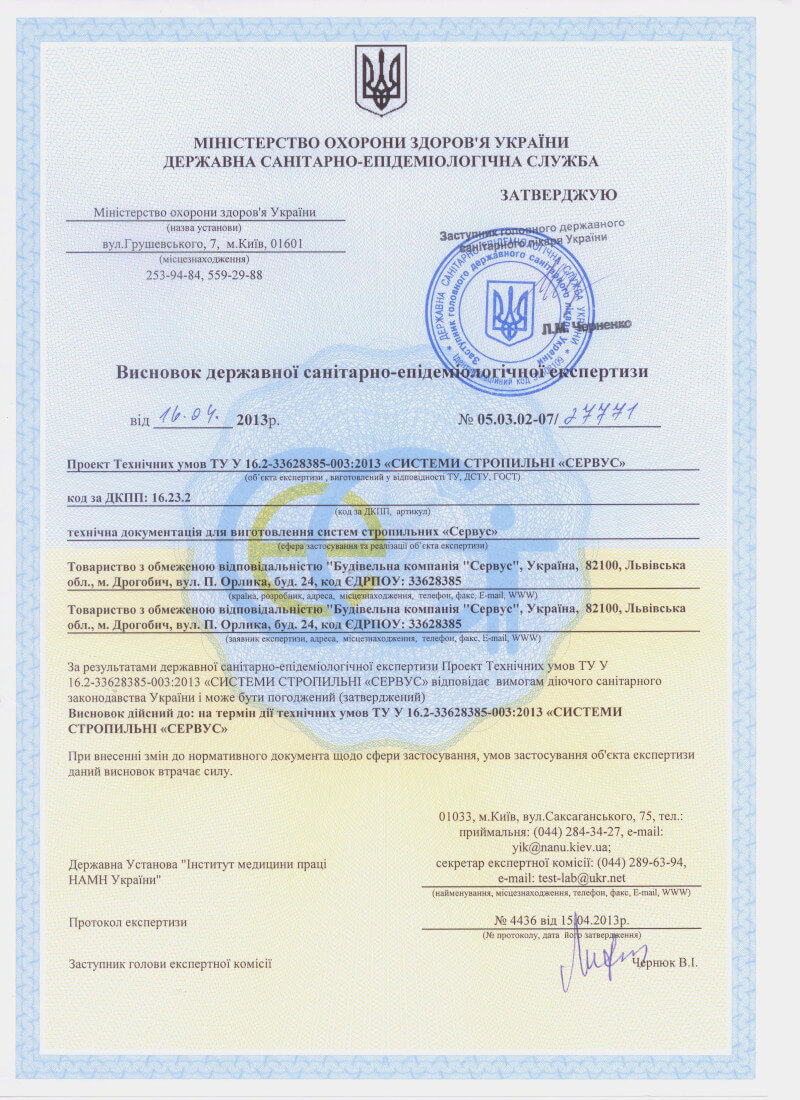 МІНІСТЕРСТВО ОХОРОНИ ЗДОРОВ'Я УКРАЇНИ
ДЕРЖАВНА САНІТАРНО-ЕПІДЕМІОЛОГІЧНА СЛУЖБА
ЗАТВЕРДЖУЮ
Міністерство охорони здоров'я України
(назва установи)
вул.Грушевського, 7, м.Київ, 01601
(місцезнаходження)
253-94-84, 559-29-88
Заступник головного державного
санітарного лікаря України
ДЕРЖАВНА САНІТАРНО-ЕПІДЕМІОЛОГІЧНА СЛУЖБА УКРАЇНИ
Заступник головного державного санітарного лікаря України
Л.М. Черненко
Висновок державної санітарно-епідеміологічної експертизи
від 16.04. 2013р.
№ 05.03.02-07/ 27771
Проект Технічних умов ТУ У 16.2-33628385-003:2013 «СИСТЕМИ СТРОПИЛЬНІ «СЕРВУС»
(об`єкта експертизи , виготовлений у відповідності ТУ, ДСТУ, ГОСТ)
код за ДКПП: 16.23.2
(код за ДКПП, артикул)
технічна документація для виготовлення систем стропильних «Сервус»
(сфера застосування та реалізації об`єкта експертизи)
Товариство з обмеженою відповідальністю "Будівельна компанія "Сервус", Україна, 82100, Львівська
обл., м. Дрогобич, вул. П. Орлика, буд. 24, код ЄДРПОУ: 33628385
(країна, розробник, адреса, місцезнаходження, телефон, факс, E-mail, WWW)
Товариство з обмеженою відповідальністю "Будівельна компанія "Сервус", Україна, 82100, Львівська
обл., м. Дрогобич, вул. П. Орлика, буд. 24, код ЄДРПОУ: 33628385
(заявник експертизи, адреса, місцезнаходження, телефон, факс, E-mail, WWW)
За результатами державної санітарно-епідеміологічної експертизи Проект Технічних умов ТУ У
16.2-33628385-003:2013 «СИСТЕМИ СТРОПИЛЬНІ «СЕРВУС» відповідає вимогам діючого санітарного
законодавства України і може бути погоджений (затверджений)
Висновок дійсний до: на термін дії технічних умов ТУ У 16.2-33628385-003:2013 «СИСТЕМИ
СТРОПИЛЬНІ «СЕРВУС»
При внесенні змін до нормативного документа щодо сфери застосування, умов застосування об'єкта експертизи
даний висновок втрачає силу.
Державна Установа "Інститут медицини праці
НАМН України"
01033, м.Київ, вул.Саксаганського, 75, тел.:
приймальня: (044) 284-34-27, e-mail:
yik@nanu.kiev.ua;
секретар експертної комісії: (044) 289-63-94,
e-mail: test-lab@ukr.net
(найменування, місцезнаходження, телефон, факс, E-mail, WWW)
Протокол експертизи
№ 4436 від 15.04.2013р.
(№ протоколу, дата його затвердження)
Заступник голови експертної комісії
Чернюк В.І.